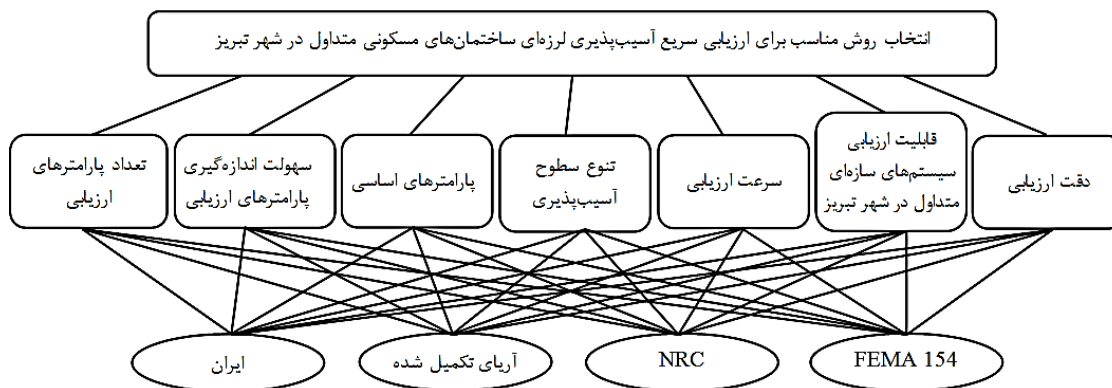 انتخاب روش مناسب برای ارزیابی سریع آسیب‌پذیری لرزه‌ای ساختمان‌های مسکونی متداول در شهر تبریز
دقت ارزیابی
قابلیت ارزیابی
سیستم‌های سازه‌ای
متداول در شهر تبریز
سرعت ارزیابی
تنوع سطوح
آسیب‌پذیری
پارامترهای اساسی
سهولت اندازه‌گیری
پارامترهای ارزیابی
تعداد پارامترهای
ارزیابی
FEMA 154
NRC
آریای تکمیل شده
ایران